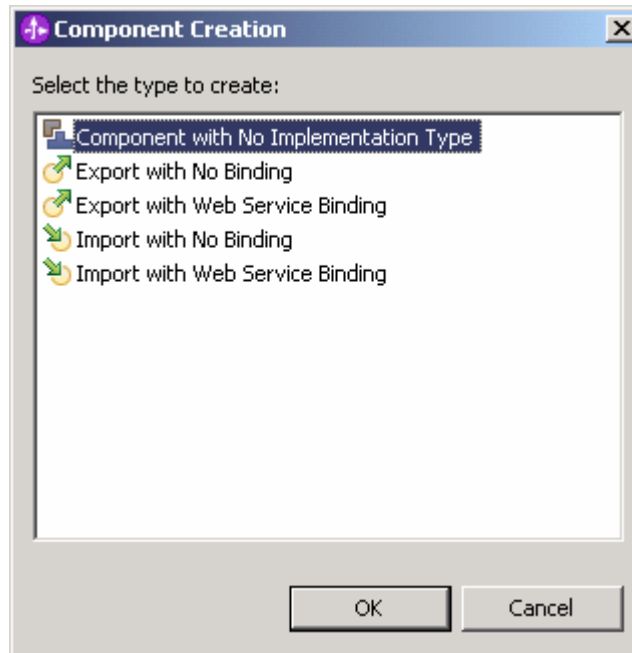 Component Creation
Select the type to create:
Component with No Implementation Type
Export with No Binding
Export with Web Service Binding
Import with No Binding
Import with Web Service Binding
OK Cancel